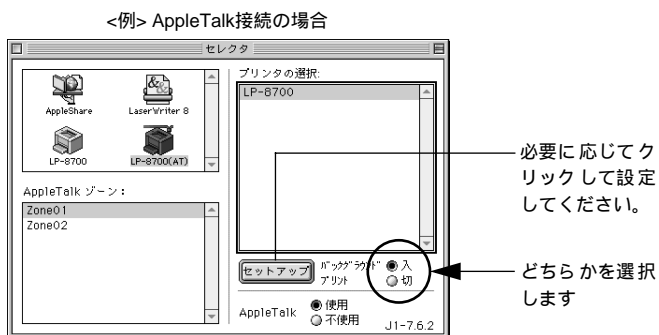 <例> AppleTalk接続の場合
セレクタ
AppleShare
LaserWriter 8
LP-8700
LP-8700(AT)
AppleTalk ゾーン：
Zone01
Zone02
プリンタの選択:
LP-8700
セットアップ
バックグラウンド
プリント
入
切
AppleTalk
使用
不使用
J1-7.6.2
必要に応じてク
リックして設定
してください。
どちらかを選択
します